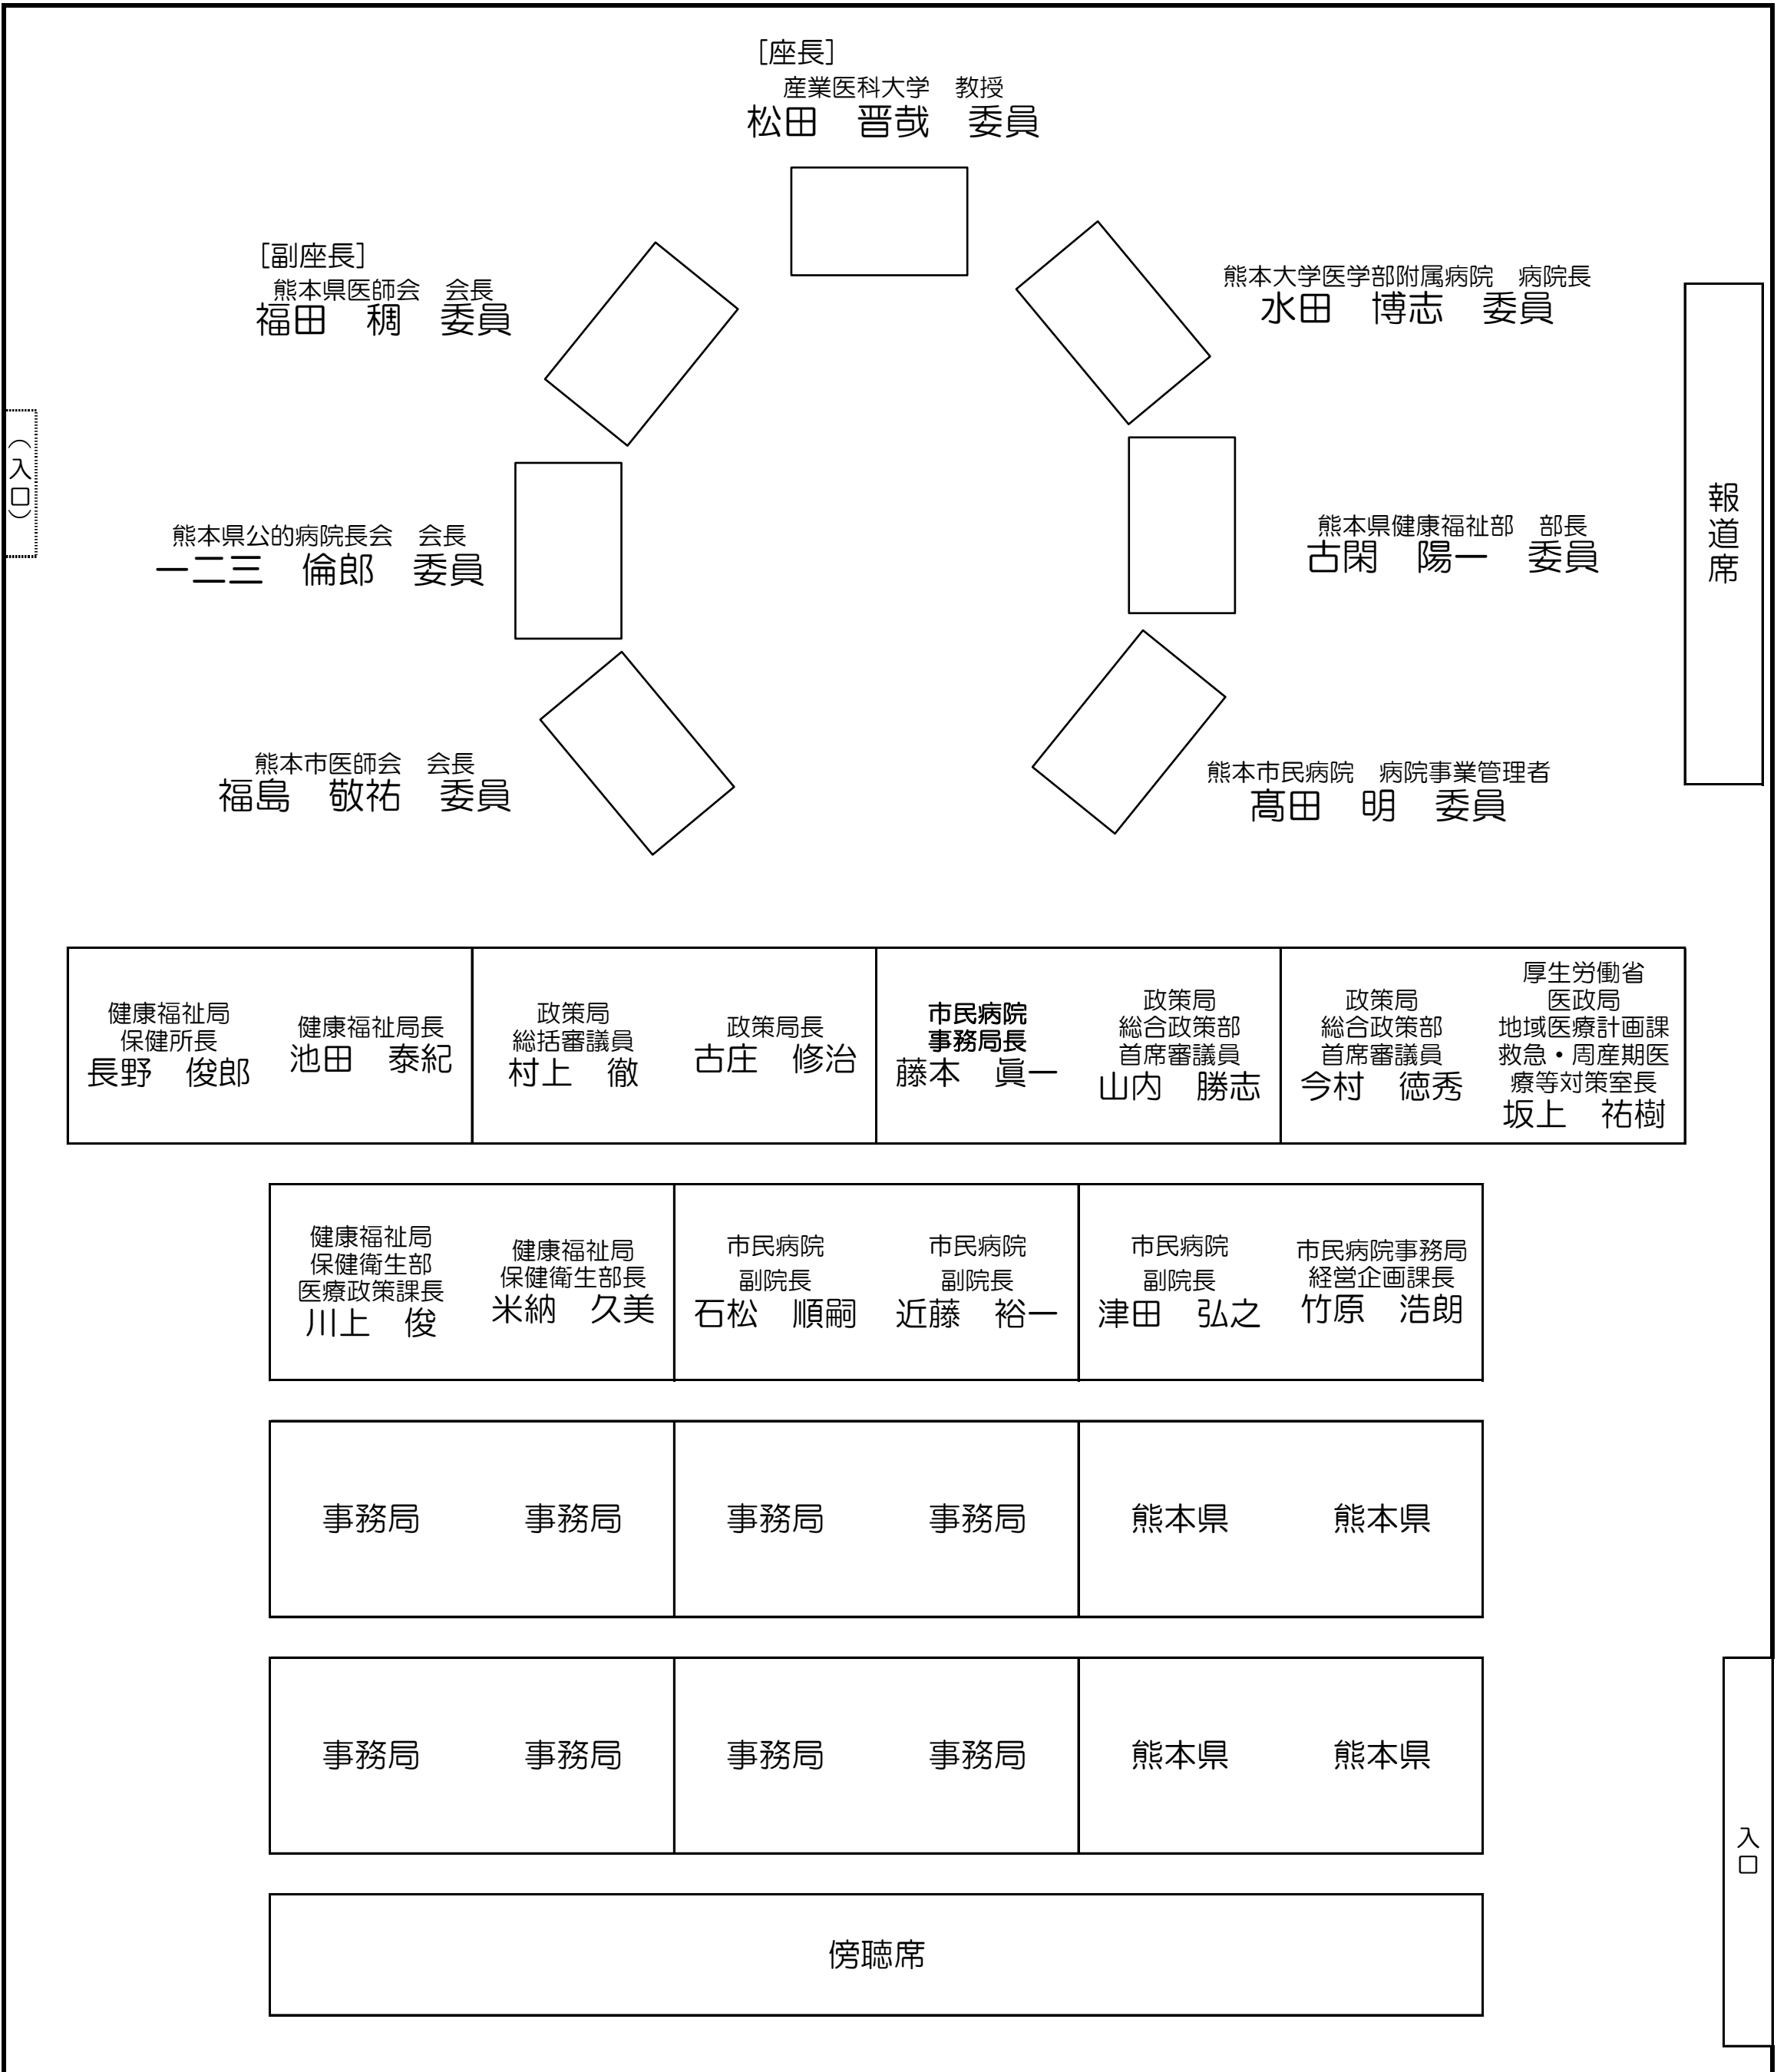 ［座長］
産業医科大学　教授
松田　晋哉　委員
［副座長］
熊本県医師会　会長
福田　稠　委員
熊本大学医学部附属病院　病院長
水田　博志　委員
（入口）
熊本県公的病院長会　会長
一二三　倫郎　委員
熊本県健康福祉部　部長
古閑　陽一　委員
報道席
熊本市医師会　会長
福島　敬祐　委員
熊本市民病院　病院事業管理者
髙田　明　委員
健康福祉局
保健所長
長野　俊郎
健康福祉局長
池田　泰紀
政策局
総括審議員
村上　徹
政策局長
古庄　修治
市民病院
事務局長
藤本　眞一
政策局
総合政策部
首席審議員
山内　勝志
政策局
総合政策部
首席審議員
今村　徳秀
厚生労働省
医政局
地域医療計画課
救急・周産期医
療等対策室長
坂上　祐樹
健康福祉局
保健衛生部
医療政策課長
川上　俊
健康福祉局
保健衛生部長
米納　久美
市民病院
副院長
石松　順嗣
市民病院
副院長
近藤　裕一
市民病院
副院長
津田　弘之
市民病院事務局
経営企画課長
竹原　浩朗
事務局
事務局
事務局
事務局
熊本県
熊本県
事務局
事務局
事務局
事務局
熊本県
熊本県
入口
傍聴席